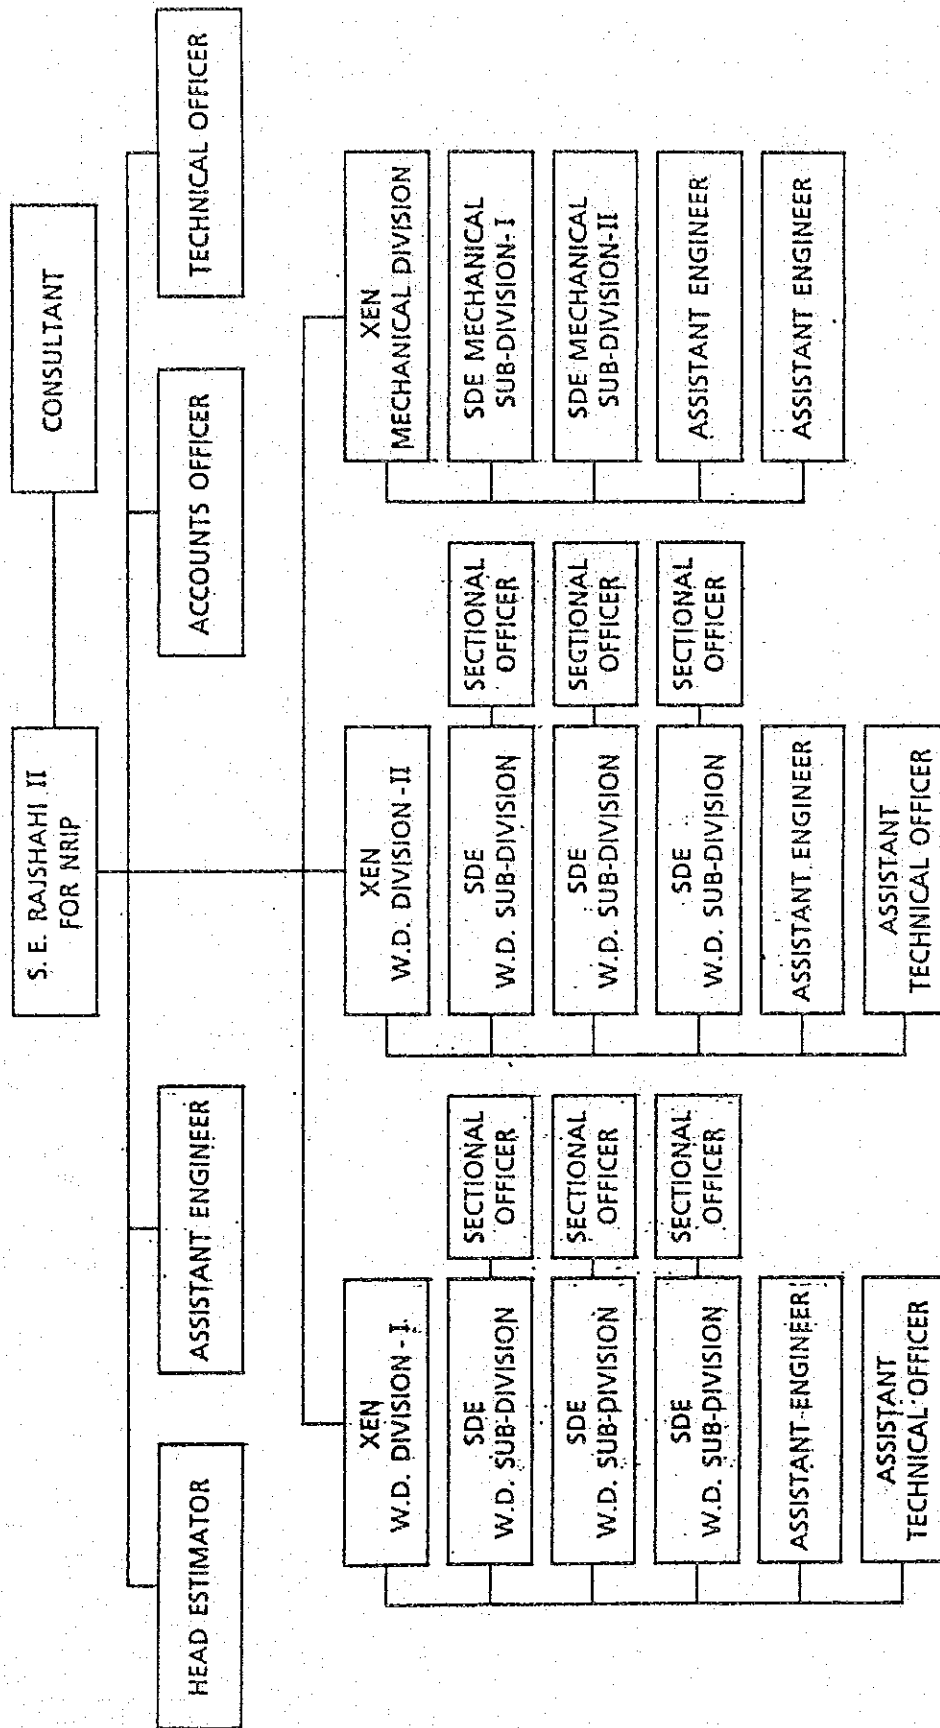 S. E. RAJSHAHI II
FOR NRIP
CONSULTANT
HEAD ESTIMATOR
ASSISTANT ENGINEER
ACCOUNTS OFFICER
TECHNICAL OFFICER
XEN
W.D. DIVISION - I
SDE
W.D. SUB-DIVISION
SECTIONAL
OFFICER
SDE
W.D. SUB-DIVISION
SECTIONAL
OFFICER
SDE
W.D. SUB-DIVISION
SECTIONAL
OFFICER
ASSISTANT ENGINEER
ASSISTANT
TECHNICAL OFFICER
XEN
W.D. DIVISION - II
SDE
W.D. SUB-DIVISION
SECTIONAL
OFFICER
SDE
W.D. SUB-DIVISION
SEGTIONAL
OFFICER
SDE
W.D. SUB-DIVISION
SECTIONAL
OFFICER
ASSISTANT ENGINEER
ASSISTANT
TECHNICAL OFFICER
XEN
MECHANICAL DIVISION
SDE MECHANICAL
SUB-DIVISION- I
SDE MECHANICAL
SUB-DIVISION-II
ASSISTANT ENGINEER
ASSISTANT ENGINEER